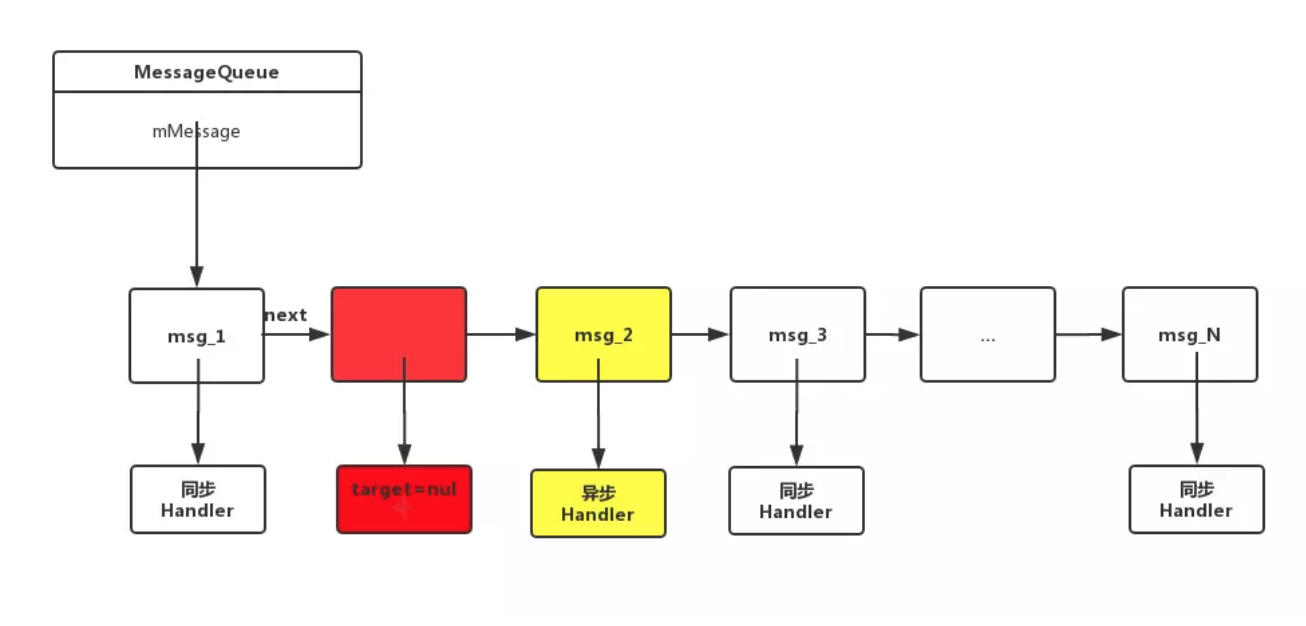 MessageQueue
mMessage
next
msg_1
msg_2
msg_3
...
msg_N
同步
Handler
target=nul
异步
Handler
同步
Handler
同步
Handler